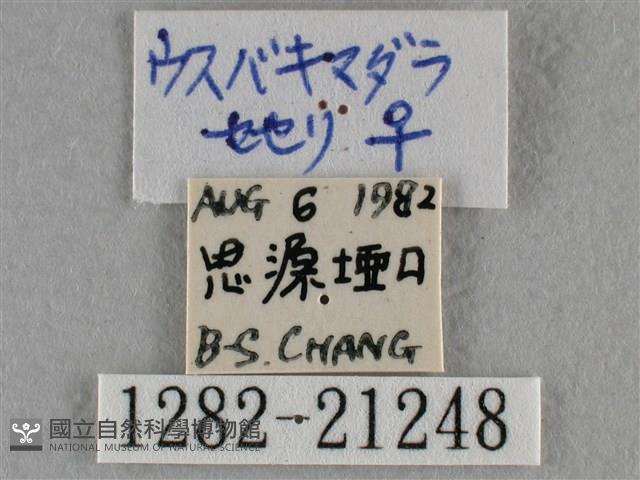 ウスバキマダラ
セセリ ♀
AUG 6 1982
思源埡口
B-S. CHANG
1282-21248
國立自然科學博物館
NATIONAL MUSEUM OF NATURAL SCIENCE